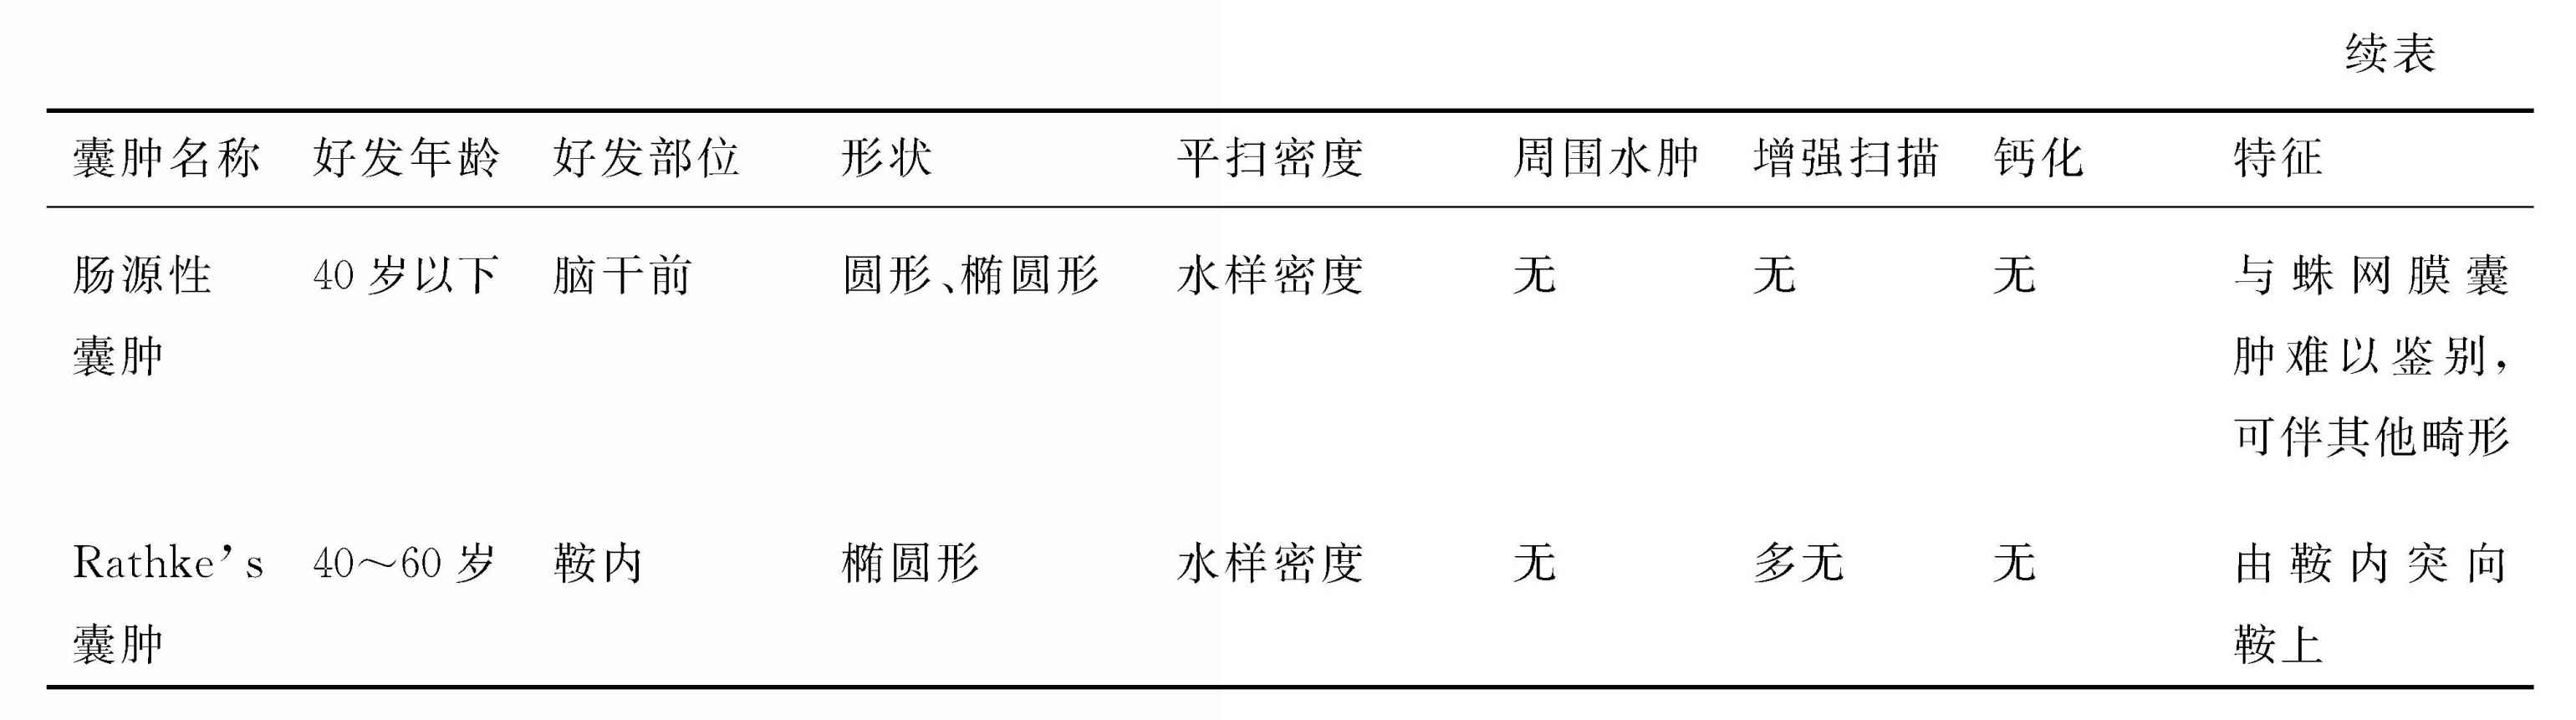 续表
囊肿名称 好发年龄 好发部位 形状 平扫密度 周围水肿 增强扫描 钙化 特征
肠源性 40岁以下 脑干前 圆形、椭圆形 水样密度 无 无 无 与蛛网膜囊
囊肿 肿难以鉴别，
可伴其他畸形
Rathke’s 40～60岁 鞍内 椭圆形 水样密度 无 多无 无 由鞍内突向
囊肿 鞍上